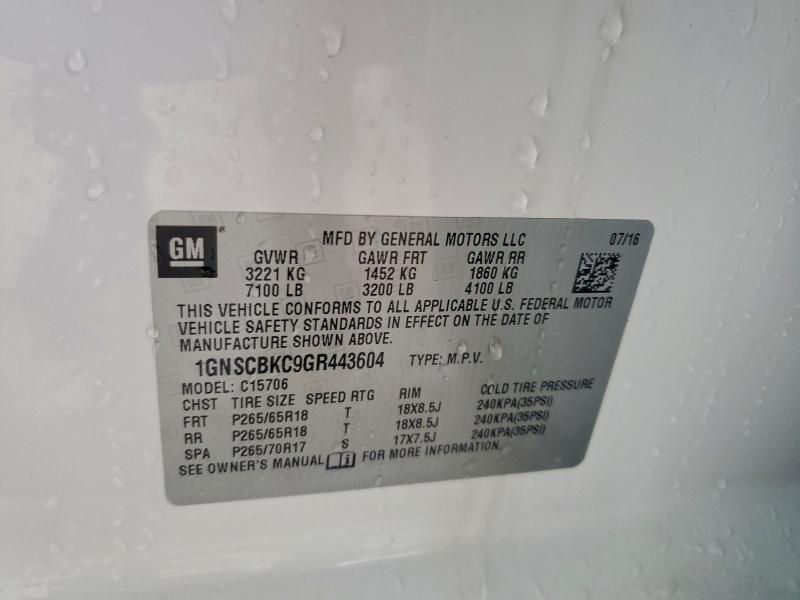 GM ® MFD BY GENERAL MOTORS LLC 07/16
GVWR GAWR FRT GAWR RR
3221 KG 1452 KG 1860 KG
7100 LB 3200 LB 4100 LB
THIS VEHICLE CONFORMS TO ALL APPLICABLE U.S. FEDERAL MOTOR
VEHICLE SAFETY STANDARDS IN EFFECT ON THE DATE OF
MANUFACTURE SHOWN ABOVE.
1GNSCBKC9GR443604 TYPE: M.P.V.
MODEL: C15706
CHST TIRE SIZE SPEED RTG RIM COLD TIRE PRESSURE
FRT P265/65R18 T 18X8.5J 240KPA(35PSI)
RR P265/65R18 T 18X8.5J 240KPA(35PSI)
SPA P265/70R17 S 17X7.5J 240KPA(35PSI)
SEE OWNER'S MANUAL FOR MORE INFORMATION.